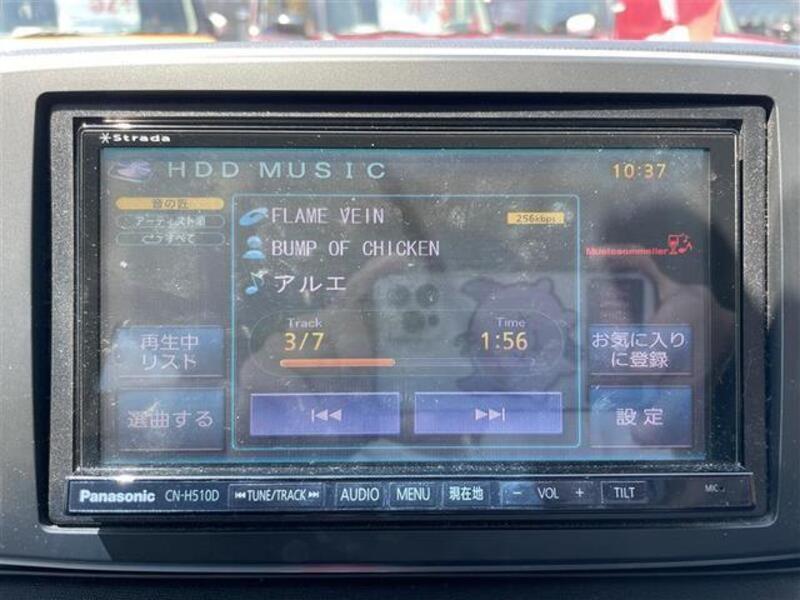 Strada
HDD MUSIC
10:37
音の匠
アーティスト順
すべて
FLAME VEIN
256kbps
BUMP OF CHICKEN
アルエ
Musicsommelier
Track
3/7
Time
1:56
再生中
リスト
お気に入り
に登録
選曲する
設定
Panasonic CN-H510D TUNE/TRACK AUDIO MENU 現在地 − VOL + TILT MIC